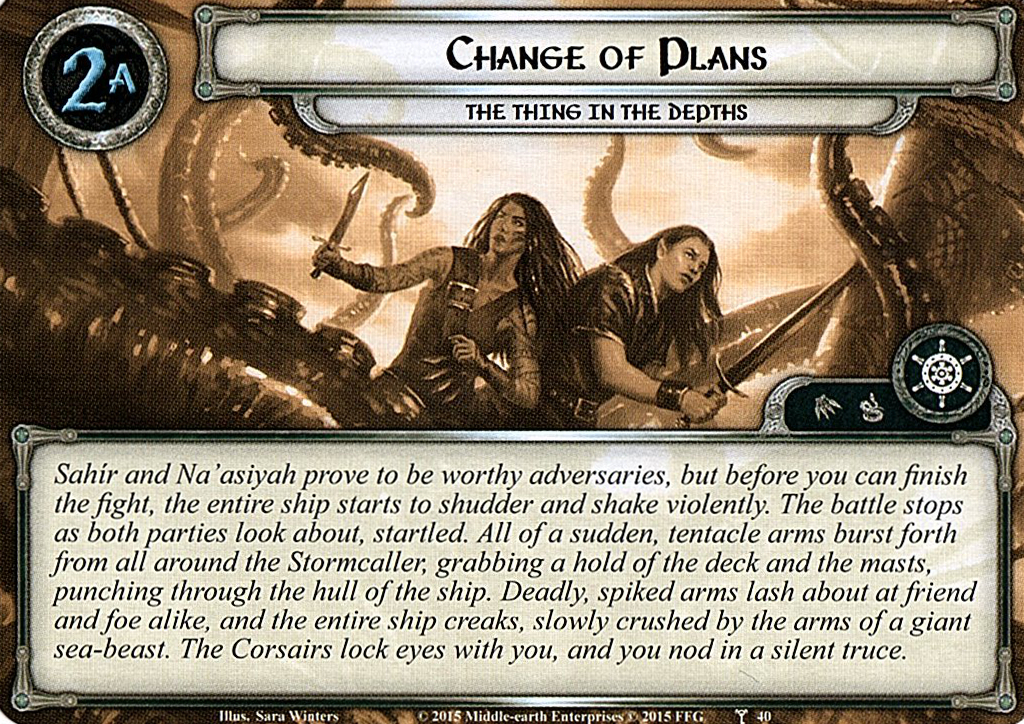 2A
CHANGE OF PLANS
THE THING IN THE DEPTHS
Sahír and Na'asiyah prove to be worthy adversaries, but before you can finish
the fight, the entire ship starts to shudder and shake violently. The battle stops
as both parties look about, startled. All of a sudden, tentacle arms burst forth
from all around the Stormcaller, grabbing a hold of the deck and the masts,
punching through the hull of the ship. Deadly, spiked arms lash about at friend
and foe alike, and the entire ship creaks, slowly crushed by the arms of a giant
sea-beast. The Corsairs lock eyes with you, and you nod in a silent truce.
Illus. Sara Winters © 2015 Middle-earth Enterprises © 2015 FFG 40